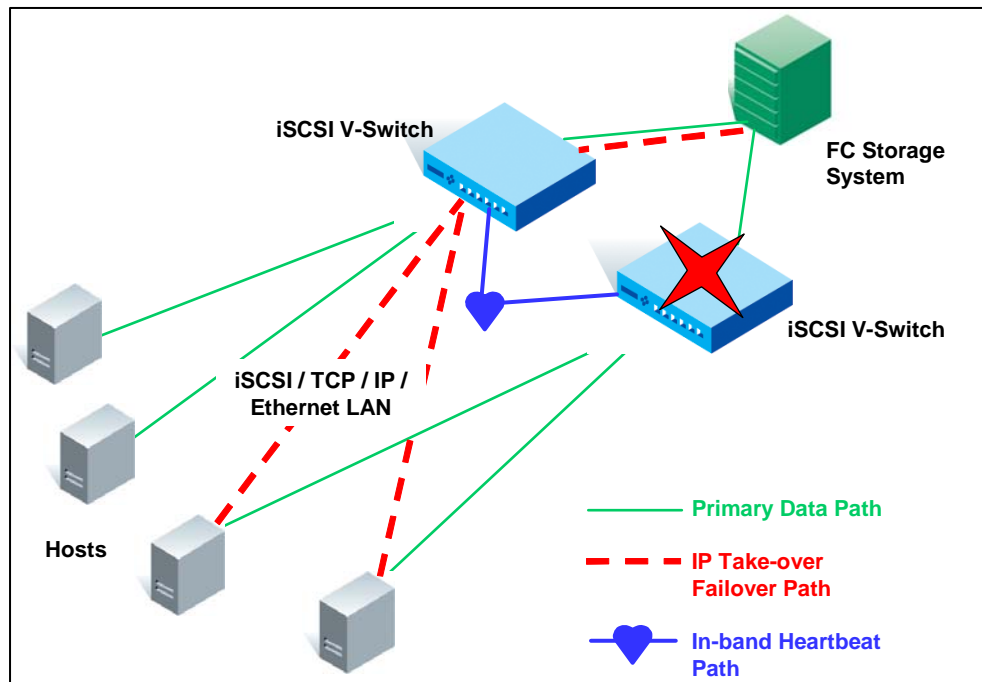 iSCSI V-Switch
FC Storage
System
iSCSI V-Switch
iSCSI / TCP / IP /
Ethernet LAN
Hosts
Primary Data Path
IP Take-over
Failover Path
In-band Heartbeat
Path